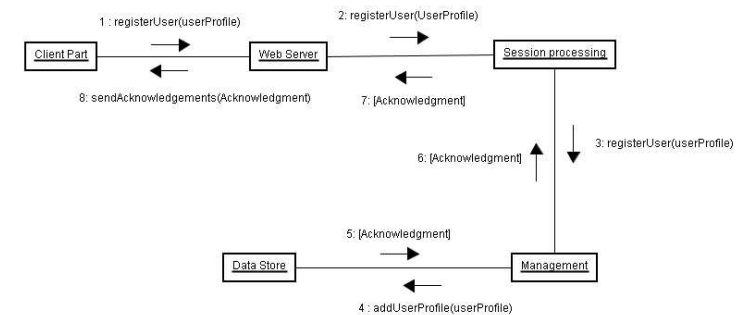 1 : registerUser(userProfile)
2: registerUser(UserProfile)
Client Part
Web Server
Session processing
8: sendAcknowledgements(Acknowledgment)
7: [Acknowledgment]
3: registerUser(userProfile)
6: [Acknowledgment]
5: [Acknowledgment]
Data Store
Management
4 : addUserProfile(userProfile)